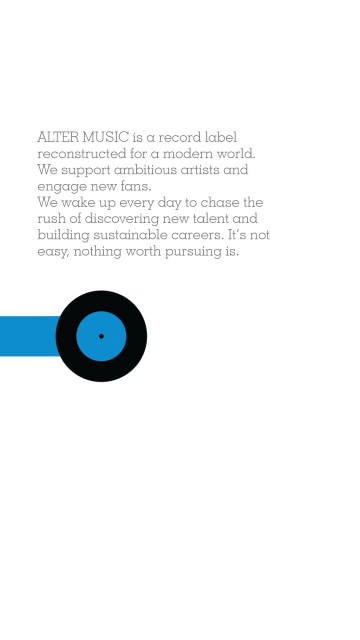 ALTER MUSIC is a record label
reconstructed for a modern world.
We support ambitious artists and
engage new fans.
We wake up every day to chase the
rush of discovering new talent and
building sustainable careers. It's not
easy, nothing worth pursuing is.